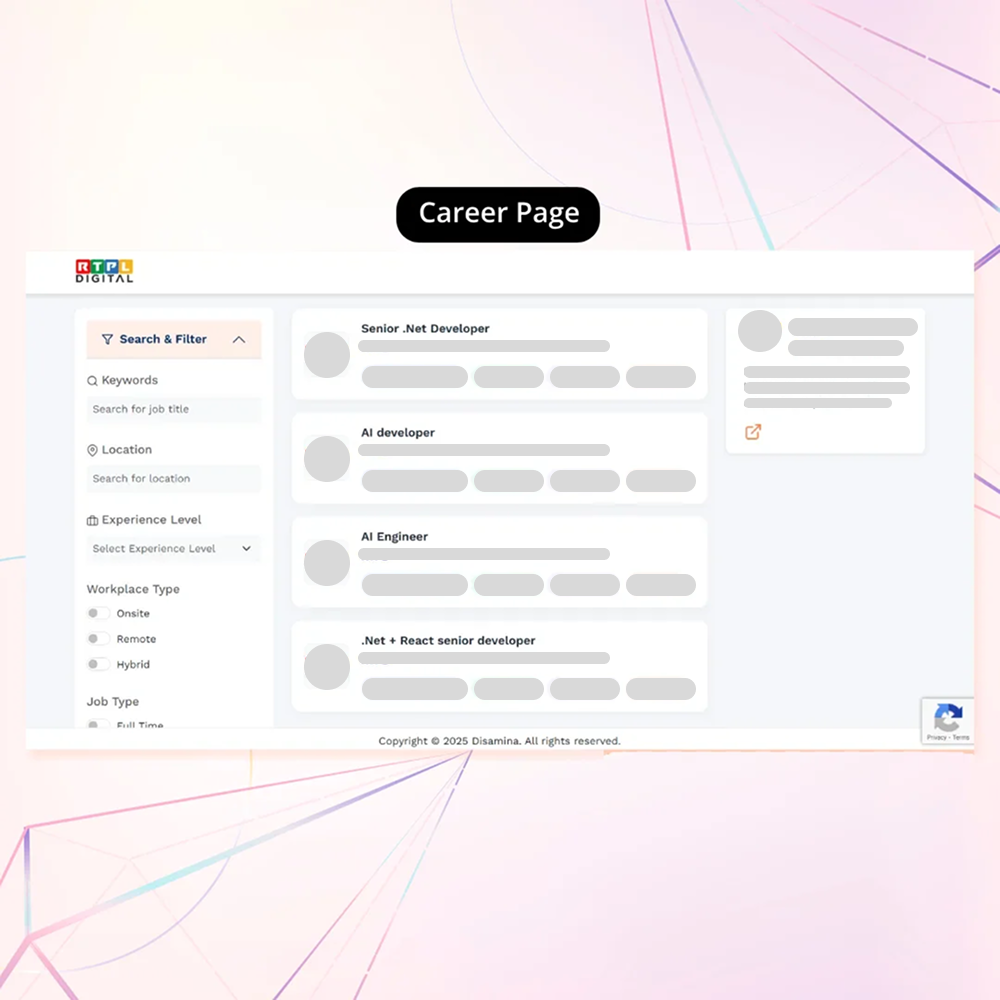 Career Page
RTPL
DIGITAL
Search & Filter
Keywords
Search for job title
Location
Search for location
Experience Level
Select Experience Level
Workplace Type
Onsite
Remote
Hybrid
Job Type
Full Time
Senior .Net Developer
AI developer
AI Engineer
.Net + React senior developer
Privacy - Terms
Copyright © 2025 Disamina. All rights reserved.